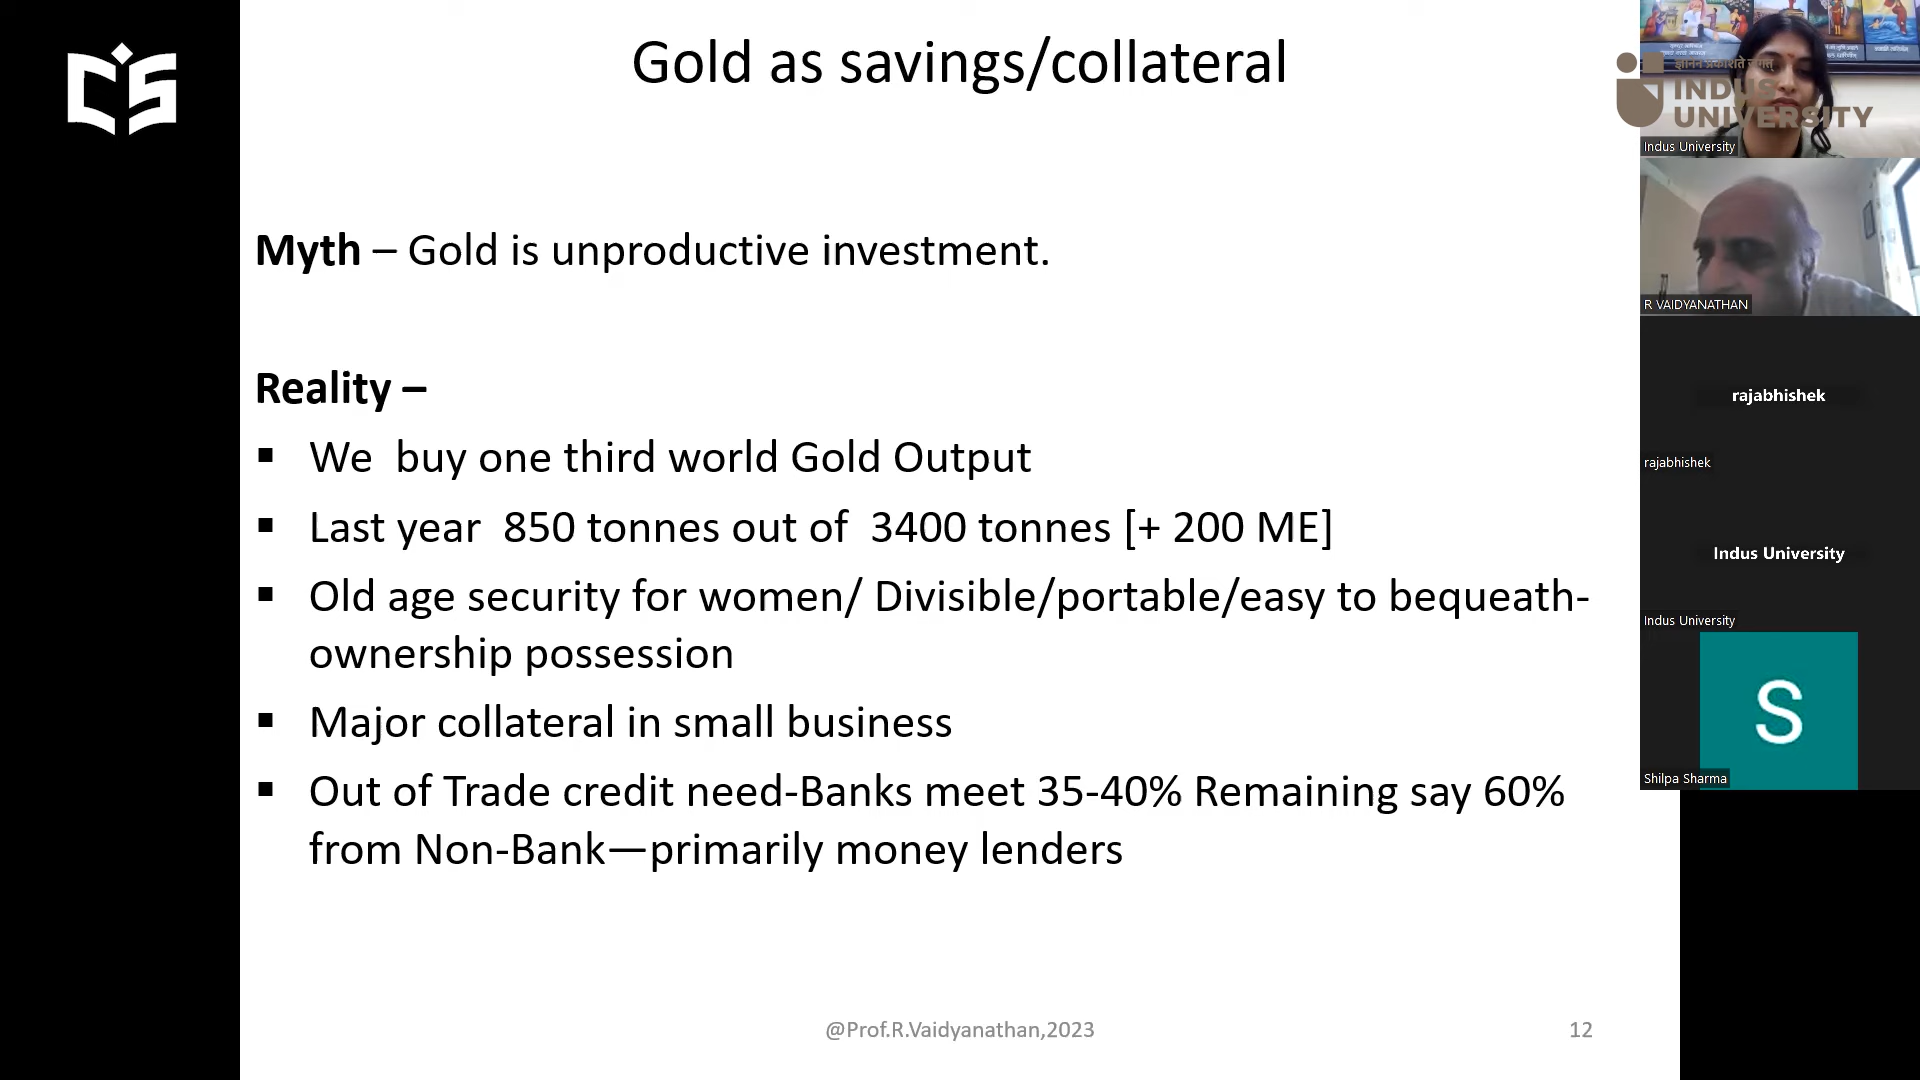 Gold as savings/collateral
Myth – Gold is unproductive investment.
Reality –
▪ We buy one third world Gold Output
▪ Last year 850 tonnes out of 3400 tonnes [+ 200 ME]
▪ Old age security for women/ Divisible/portable/easy to bequeath-
ownership possession
▪ Major collateral in small business
▪ Out of Trade credit need-Banks meet 35-40% Remaining say 60%
from Non-Bank—primarily money lenders
@Prof.R.Vaidyanathan,2023
12
INDUS
UNIVERSITY
Indus University
R VAIDYANATHAN
rajabhishek
rajabhishek
Indus University
Indus University
S
Shilpa Sharma